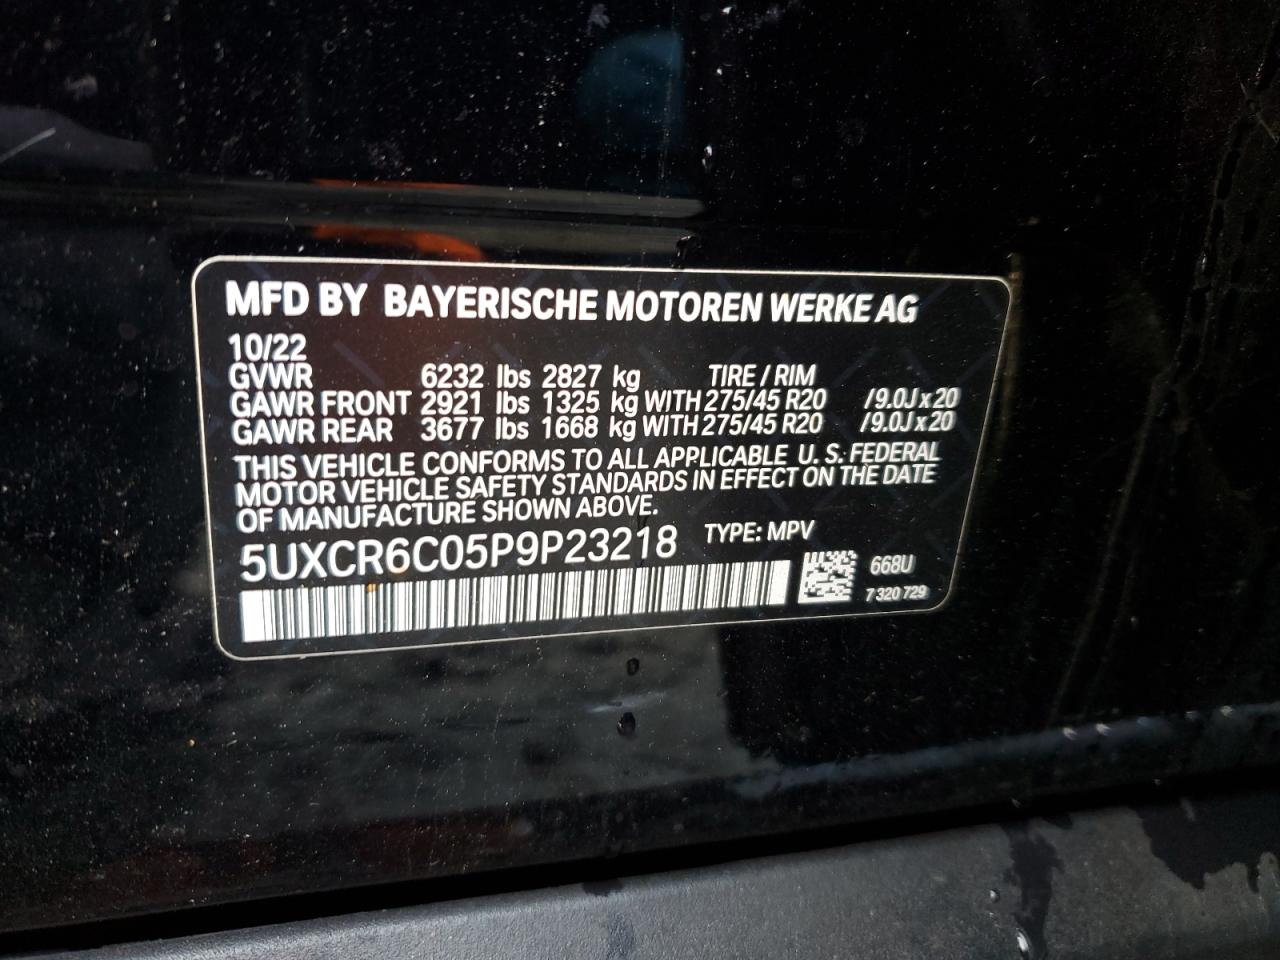 MFD BY BAYERISCHE MOTOREN WERKE AG
10/22
GVWR 6232 lbs 2827 kg TIRE / RIM
GAWR FRONT 2921 lbs 1325 kg WITH 275/45 R20 /9.0J x 20
GAWR REAR 3677 lbs 1668 kg WITH 275/45 R20 /9.0J x 20
THIS VEHICLE CONFORMS TO ALL APPLICABLE U. S. FEDERAL
MOTOR VEHICLE SAFETY STANDARDS IN EFFECT ON THE DATE
OF MANUFACTURE SHOWN ABOVE.
5UXCR6C05P9P23218 TYPE: MPV
668U
7 320 729